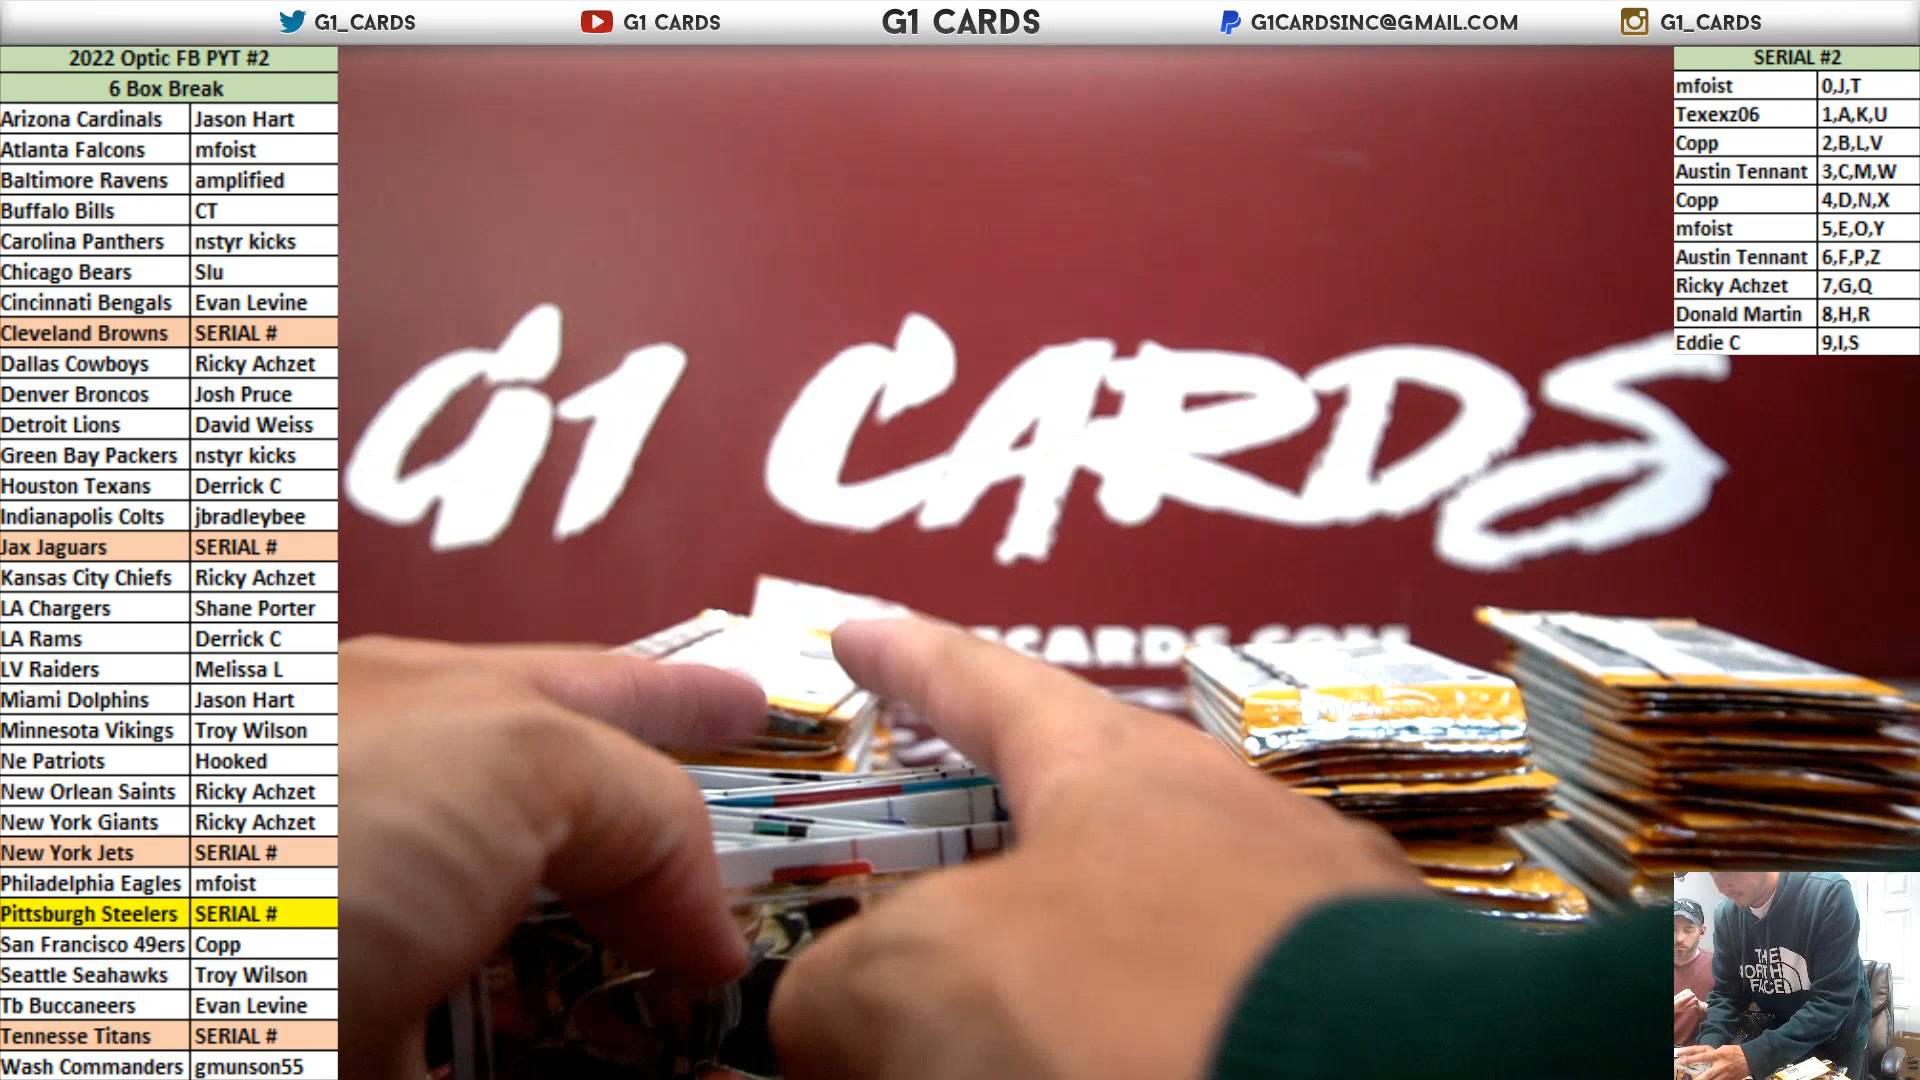 G1_CARDS G1 CARDS G1 CARDS G1CARDSINC@GMAIL.COM G1_CARDS
2022 Optic FB PYT #2
6 Box Break
Arizona Cardinals Jason Hart
Atlanta Falcons mfoist
Baltimore Ravens amplified
Buffalo Bills CT
Carolina Panthers nstyr kicks
Chicago Bears Slu
Cincinnati Bengals Evan Levine
Cleveland Browns SERIAL #
Dallas Cowboys Ricky Achzet
Denver Broncos Josh Pruce
Detroit Lions David Weiss
Green Bay Packers nstyr kicks
Houston Texans Derrick C
Indianapolis Colts jbradleybee
Jax Jaguars SERIAL #
Kansas City Chiefs Ricky Achzet
LA Chargers Shane Porter
LA Rams Derrick C
LV Raiders Melissa L
Miami Dolphins Jason Hart
Minnesota Vikings Troy Wilson
Ne Patriots Hooked
New Orlean Saints Ricky Achzet
New York Giants Ricky Achzet
New York Jets SERIAL #
Philadelphia Eagles mfoist
Pittsburgh Steelers SERIAL #
San Francisco 49ers Copp
Seattle Seahawks Troy Wilson
Tb Buccaneers Evan Levine
Tennesse Titans SERIAL #
Wash Commanders gmunson55
G1 CARDS
CARDS.COM
SERIAL #2
mfoist 0,J,T
Texexz06 1,A,K,U
Copp 2,B,L,V
Austin Tennant 3,C,M,W
Copp 4,D,N,X
mfoist 5,E,O,Y
Austin Tennant 6,F,P,Z
Ricky Achzet 7,G,Q
Donald Martin 8,H,R
Eddie C 9,I,S
THE
NORTH
FACE